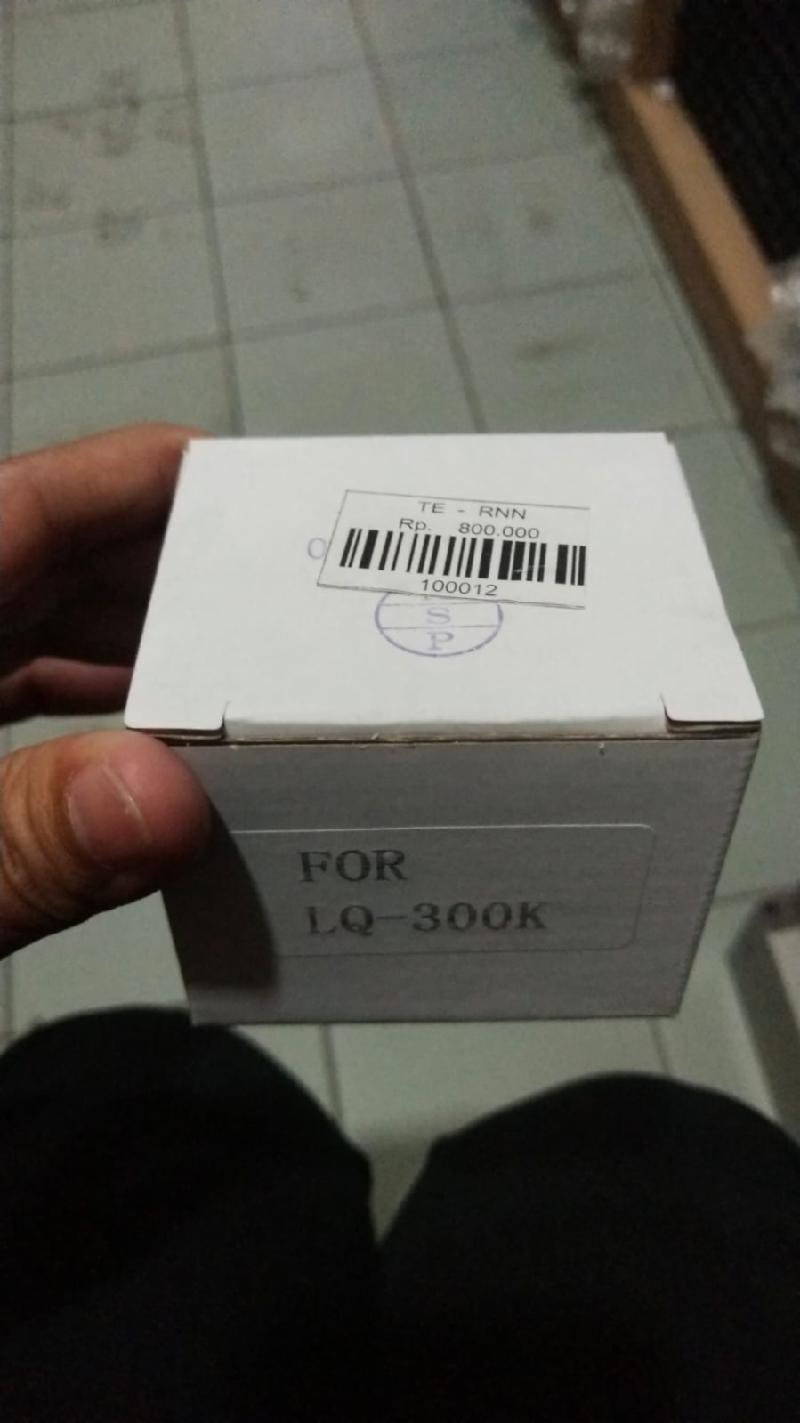 TE - RNN
Rp. 800.000
100012
S
P
FOR
LQ-300K